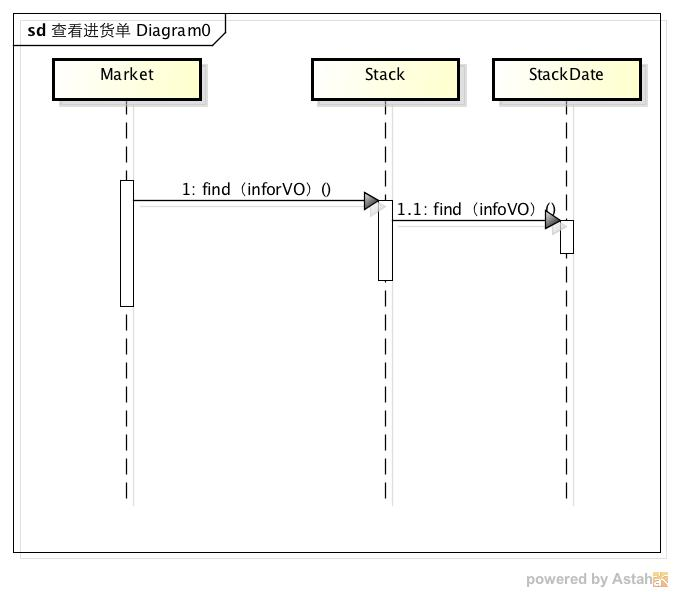 sd 查看进货单 Diagram0
Market
Stack
StackDate
1: find（inforVO）()
1.1: find（infoVO）()
powered by Astah